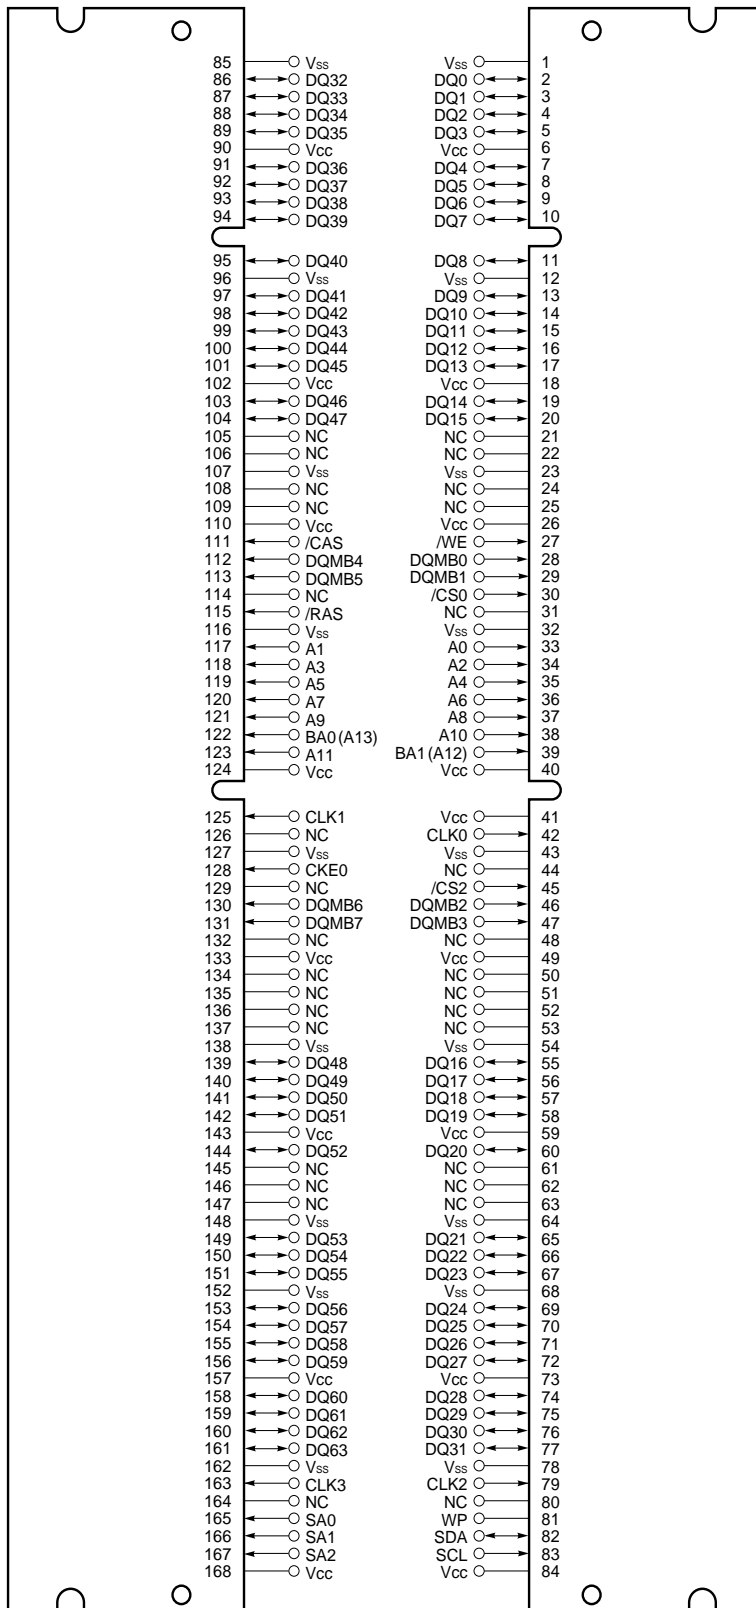 85 Vss Vss 1
86 DQ32 DQ0 2
87 DQ33 DQ1 3
88 DQ34 DQ2 4
89 DQ35 DQ3 5
90 Vcc Vcc 6
91 DQ36 DQ4 7
92 DQ37 DQ5 8
93 DQ38 DQ6 9
94 DQ39 DQ7 10
95 DQ40 DQ8 11
96 Vss Vss 12
97 DQ41 DQ9 13
98 DQ42 DQ10 14
99 DQ43 DQ11 15
100 DQ44 DQ12 16
101 DQ45 DQ13 17
102 Vcc Vcc 18
103 DQ46 DQ14 19
104 DQ47 DQ15 20
105 NC NC 21
106 NC NC 22
107 Vss Vss 23
108 NC NC 24
109 NC NC 25
110 Vcc Vcc 26
111 /CAS /WE 27
112 DQMB4 DQMB0 28
113 DQMB5 DQMB1 29
114 NC /CS0 30
115 /RAS NC 31
116 Vss Vss 32
117 A1 A0 33
118 A3 A2 34
119 A5 A4 35
120 A7 A6 36
121 A9 A8 37
122 BA0 (A13) A10 38
123 A11 BA1 (A12) 39
124 Vcc Vcc 40
125 CLK1 Vcc 41
126 NC CLK0 42
127 Vss Vss 43
128 CKE0 NC 44
129 NC /CS2 45
130 DQMB6 DQMB2 46
131 DQMB7 DQMB3 47
132 NC NC 48
133 Vcc Vcc 49
134 NC NC 50
135 NC NC 51
136 NC NC 52
137 NC NC 53
138 Vss Vss 54
139 DQ48 DQ16 55
140 DQ49 DQ17 56
141 DQ50 DQ18 57
142 DQ51 DQ19 58
143 Vcc Vcc 59
144 DQ52 DQ20 60
145 NC NC 61
146 NC NC 62
147 NC NC 63
148 Vss Vss 64
149 DQ53 DQ21 65
150 DQ54 DQ22 66
151 DQ55 DQ23 67
152 Vss Vss 68
153 DQ56 DQ24 69
154 DQ57 DQ25 70
155 DQ58 DQ26 71
156 DQ59 DQ27 72
157 Vcc Vcc 73
158 DQ60 DQ28 74
159 DQ61 DQ29 75
160 DQ62 DQ30 76
161 DQ63 DQ31 77
162 Vss Vss 78
163 CLK3 CLK2 79
164 NC NC 80
165 SA0 WP 81
166 SA1 SDA 82
167 SA2 SCL 83
168 Vcc Vcc 84